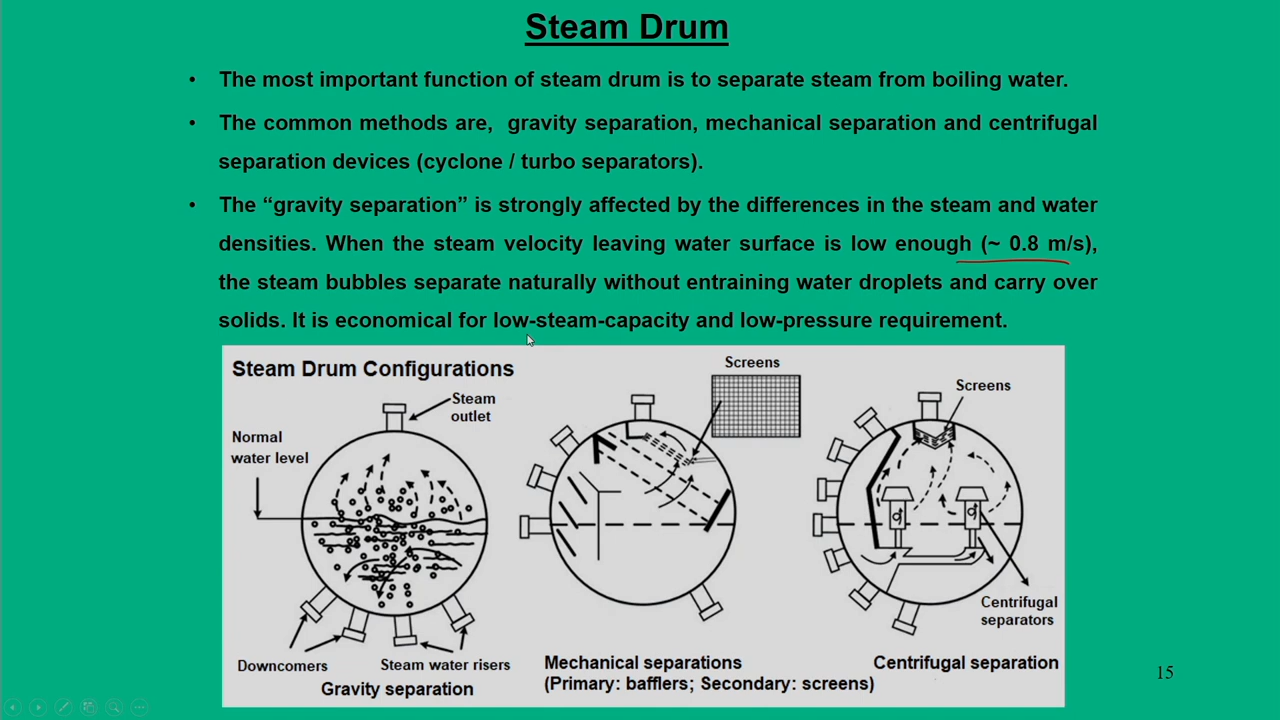 Steam Drum
• The most important function of steam drum is to separate steam from boiling water.
• The common methods are, gravity separation, mechanical separation and centrifugal
separation devices (cyclone / turbo separators).
• The “gravity separation” is strongly affected by the differences in the steam and water
densities. When the steam velocity leaving water surface is low enough (~ 0.8 m/s),
the steam bubbles separate naturally without entraining water droplets and carry over
solids. It is economical for low-steam-capacity and low-pressure requirement.
Steam Drum Configurations
Steam
outlet
Normal
water level
Downcomers
Steam water risers
Gravity separation
Screens
Mechanical separations
(Primary: bafflers; Secondary: screens)
Screens
Centrifugal
separators
Centrifugal separation
15